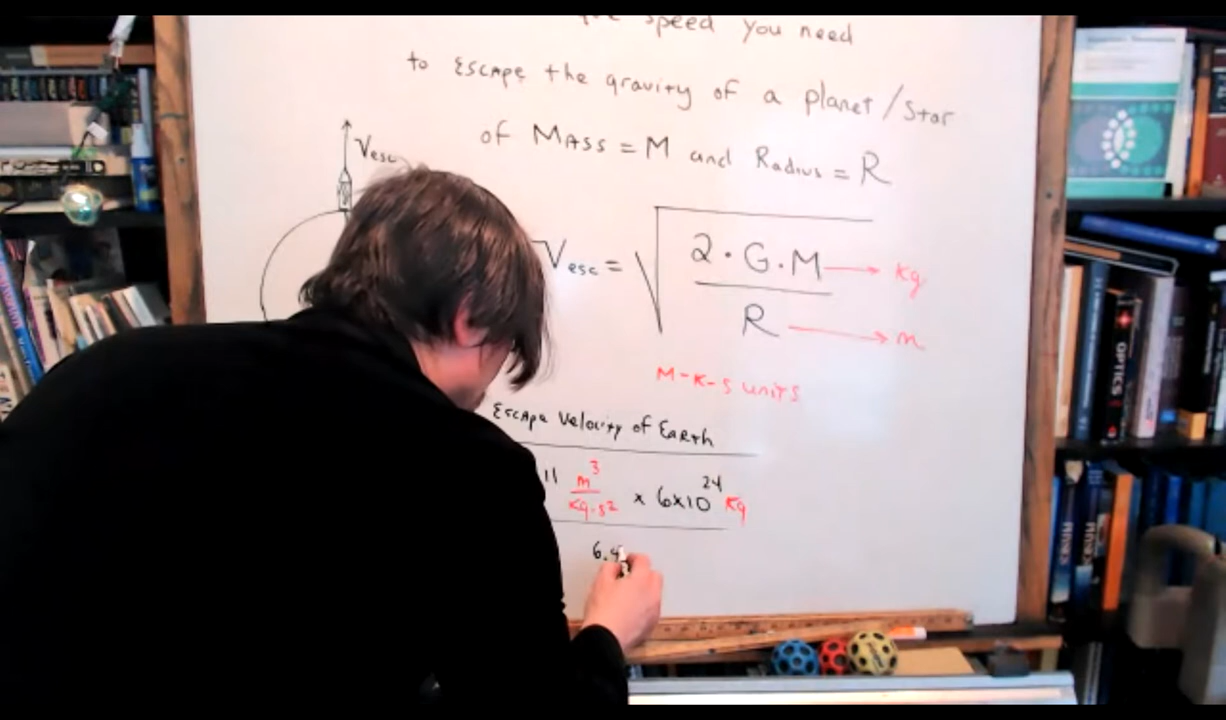 speed you need
to Escape the gravity of a planet/Star
of MASS = M and Radius = R
Vesc
Vesc = √
2 · G · M → kg
R → m
M-K-S units
Escape Velocity of Earth
11 m³
kg·s² × 6×10²⁴ kg
6.4
OPTICS